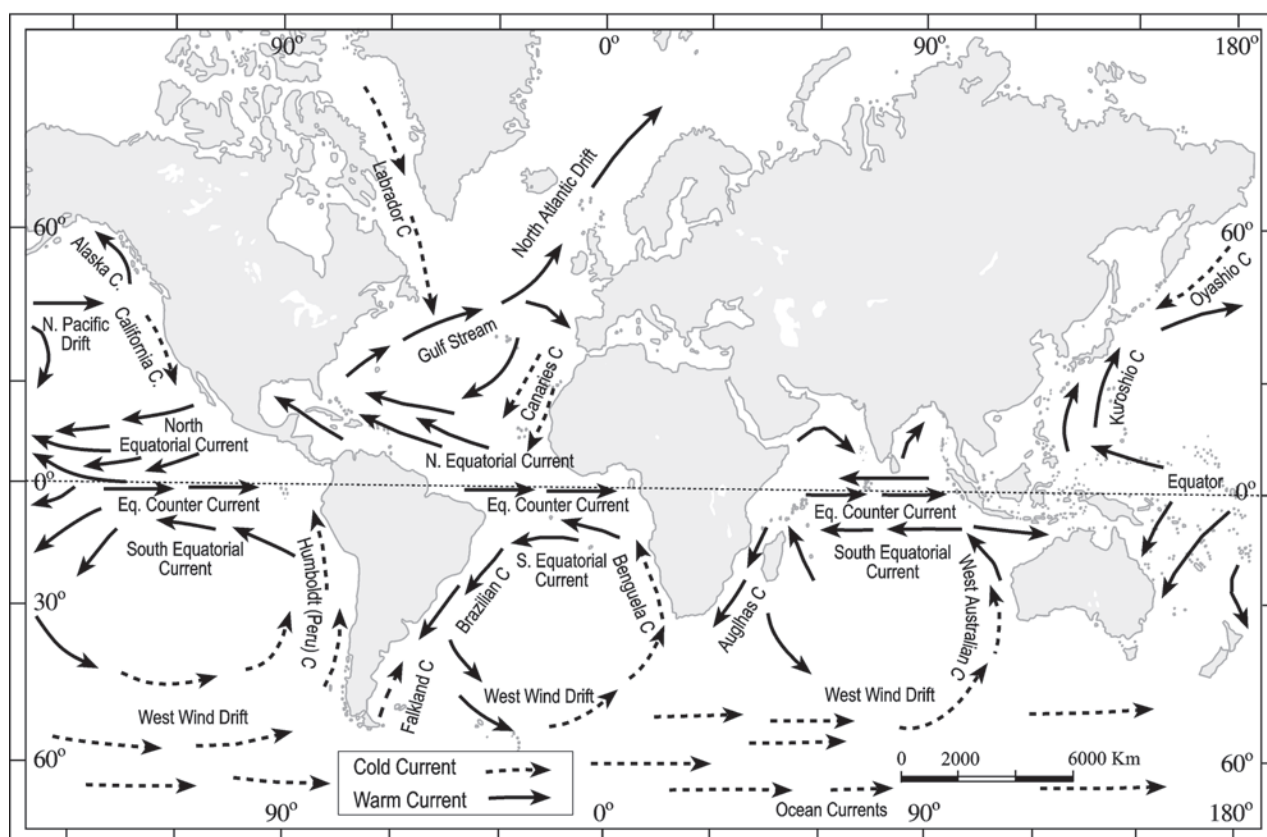 90°
0°
90°
180°
Labrador C
North Atlantic Drift
60°
60°
Alaska C.
Oyashio C
N. Pacific
Drift
California C.
Gulf Stream
Canaries C
Kuroshio C
North
Equatorial Current
N. Equatorial Current
0°
Equator
0°
Eq. Counter Current
Eq. Counter Current
Eq. Counter Current
South Equatorial
Current
Humboldt (Peru) C
Brazilian C
S. Equatorial
Current
Benguela C
South Equatorial
Current
Auglhas C
West Australian C
30°
30°
Falkland C
West Wind Drift
West Wind Drift
West Wind Drift
60°
60°
Cold Current
Warm Current
0 2000 6000 Km
Ocean Currents
90°
0°
90°
180°